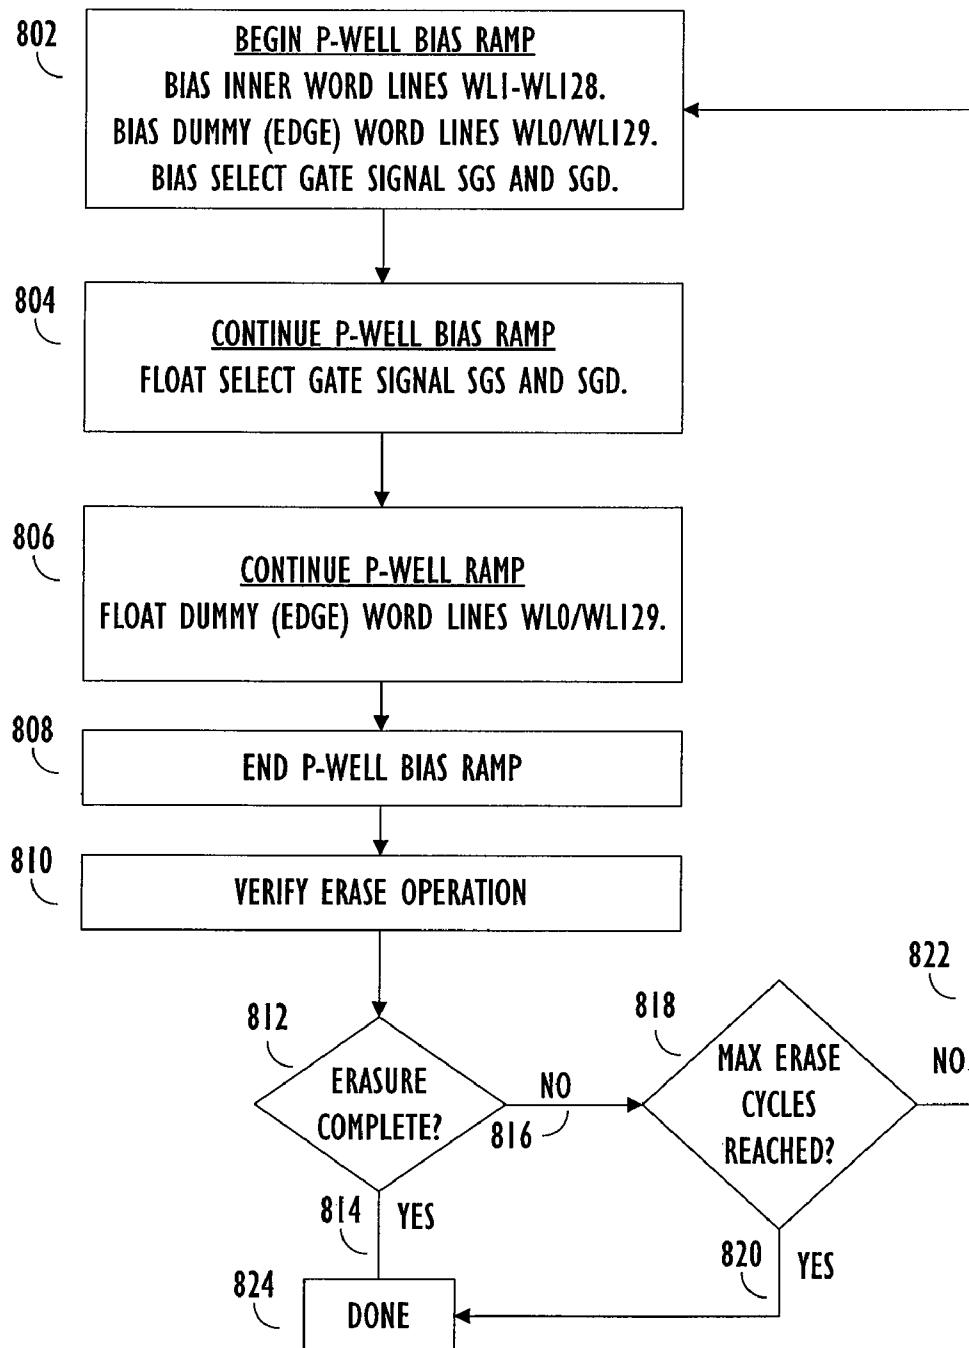 802
BEGIN P-WELL BIAS RAMP
BIAS INNER WORD LINES WL1-WL128.
BIAS DUMMY (EDGE) WORD LINES WL0/WL129.
BIAS SELECT GATE SIGNAL SGS AND SGD.
804
CONTINUE P-WELL BIAS RAMP
FLOAT SELECT GATE SIGNAL SGS AND SGD.
806
CONTINUE P-WELL RAMP
FLOAT DUMMY (EDGE) WORD LINES WL0/WL129.
808
END P-WELL BIAS RAMP
810
VERIFY ERASE OPERATION
812
ERASURE
COMPLETE?
NO
816
818
MAX ERASE
CYCLES
REACHED?
822
NO
814
YES
820
YES
824
DONE